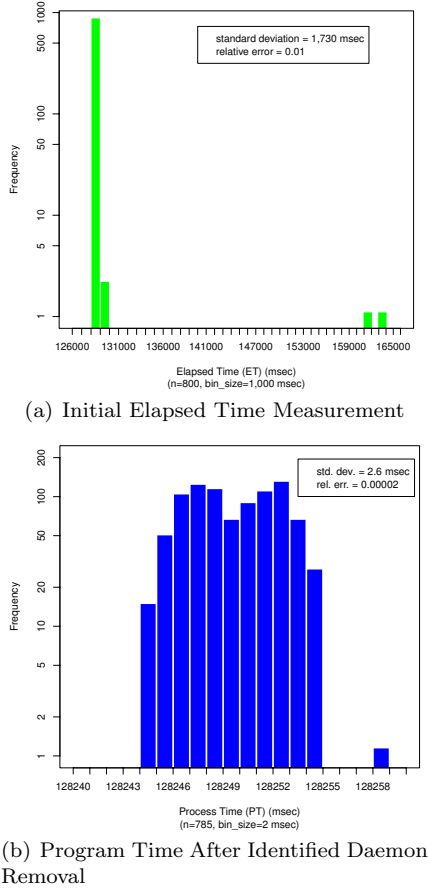 standard deviation = 1,730 msec
relative error = 0.01
1000
500
100
50
10
5
1
Frequency
126000 131000 136000 141000 147000 153000 159000 165000
Elapsed Time (ET) (msec)
(n=800, bin_size=1,000 msec)
(a) Initial Elapsed Time Measurement
std. dev. = 2.6 msec
rel. err. = 0.00002
200
100
50
20
10
5
2
1
Frequency
128240 128243 128246 128249 128252 128255 128258
Process Time (PT) (msec)
(n=785, bin_size=2 msec)
(b) Program Time After Identified Daemon
Removal